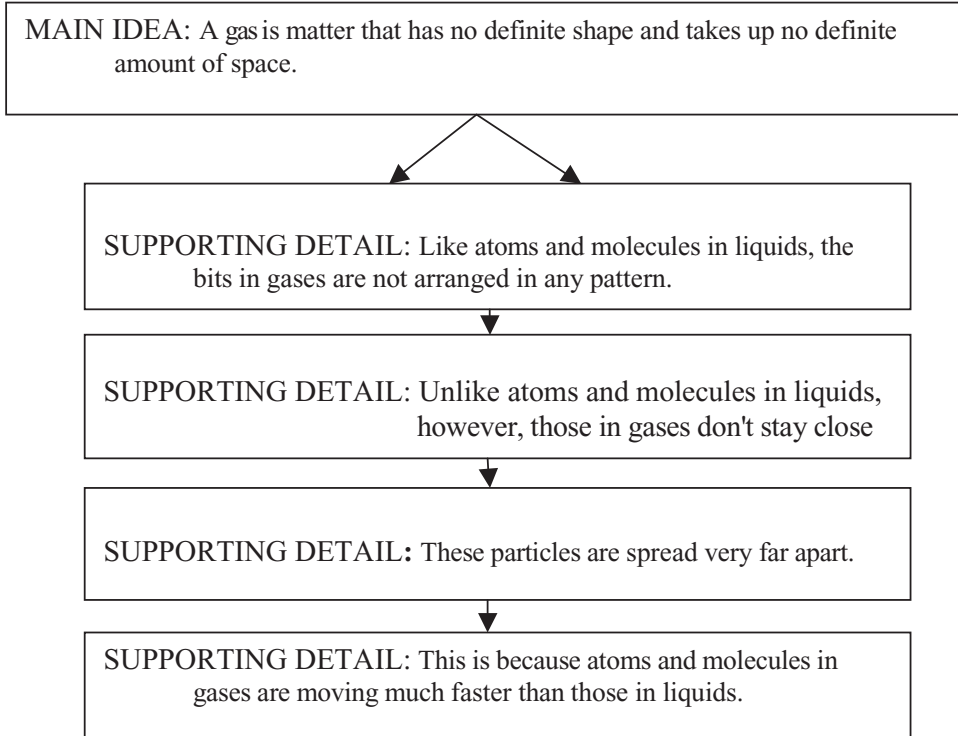 MAIN IDEA: A gas is matter that has no definite shape and takes up no definite
amount of space.
SUPPORTING DETAIL: Like atoms and molecules in liquids, the
bits in gases are not arranged in any pattern.
SUPPORTING DETAIL: Unlike atoms and molecules in liquids,
however, those in gases don't stay close
SUPPORTING DETAIL: These particles are spread very far apart.
SUPPORTING DETAIL: This is because atoms and molecules in
gases are moving much faster than those in liquids.